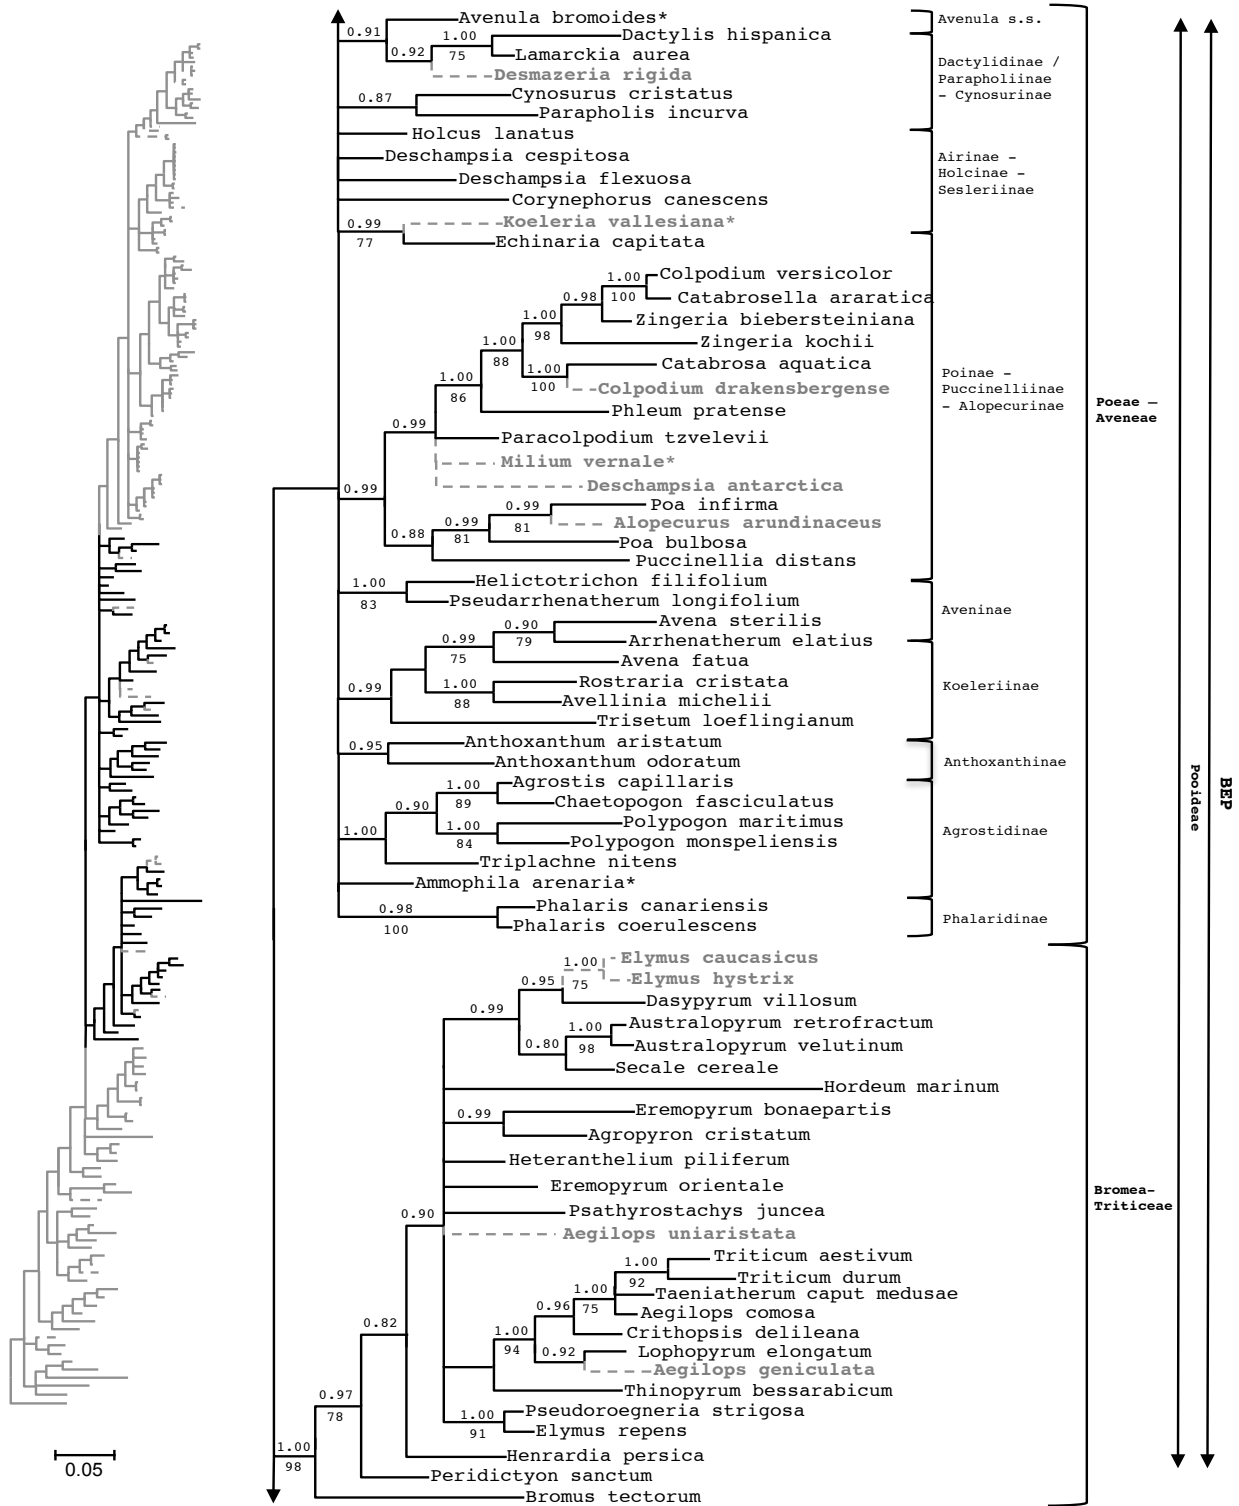 Avenula bromoides*
Avenula s.s.
0.91
1.00
Dactylis hispanica
0.92
75
Lamarckia aurea
Dactylidinae /
Parapholiinae
– Cynosurinae
Desmazeria rigida
Cynosurus cristatus
0.87
Parapholis incurva
Holcus lanatus
Deschampsia cespitosa
Airinae –
Holcinae –
Sesleriinae
Deschampsia flexuosa
Corynephorus canescens
0.99
Koeleria vallesiana*
77
Echinaria capitata
1.00
Colpodium versicolor
0.98
100
Catabrosella araratica
1.00
Zingeria biebersteiniana
98
1.00
Zingeria kochii
88
Catabrosa aquatica
1.00
100
1.00
Colpodium drakensbergense
86
Phleum pratense
Poinae –
Puccinelliinae
– Alopecurinae
Poeae –
Aveneae
0.99
Paracolpodium tzvelevii
Milium vernale*
Deschampsia antarctica
0.99
Poa infirma
0.99
Alopecurus arundinaceus
81
0.99
81
Poa bulbosa
0.88
Puccinellia distans
Helictotrichon filifolium
1.00
83
Pseudarrhenatherum longifolium
Aveninae
Avena sterilis
0.90
79
Arrhenatherum elatius
0.99
75
Avena fatua
Rostraria cristata
1.00
88
Avellinia michelii
0.99
Koeleriinae
Trisetum loeflingianum
Anthoxanthum aristatum
0.95
Anthoxanthum odoratum
Anthoxanthinae
Agrostis capillaris
1.00
89
Chaetopogon fasciculatus
0.90
Polypogon maritimus
1.00
84
Polypogon monspeliensis
1.00
Agrostidinae
Triplachne nitens
Ammophila arenaria*
Phalaris canariensis
0.98
100
Phalaris coerulescens
Phalaridinae
Pooideae
BEP
Elymus caucasicus
1.00
75
Elymus hystrix
0.95
Dasypyrum villosum
0.99
Australopyrum retrofractum
1.00
98
Australopyrum velutinum
0.80
Secale cereale
Hordeum marinum
Eremopyrum bonaepartis
0.99
Agropyron cristatum
Heteranthelium piliferum
Eremopyrum orientale
Bromea–
Triticeae
0.90
Psathyrostachys juncea
Aegilops uniaristata
Triticum aestivum
1.00
92
Triticum durum
1.00
75
Taeniatherum caput medusae
0.96
Aegilops comosa
1.00
94
Crithopsis delileana
0.82
0.92
Lophopyrum elongatum
Aegilops geniculata
Thinopyrum bessarabicum
0.97
78
Pseudoroegneria strigosa
1.00
91
Elymus repens
1.00
98
Henrardia persica
Peridictyon sanctum
Bromus tectorum
0.05